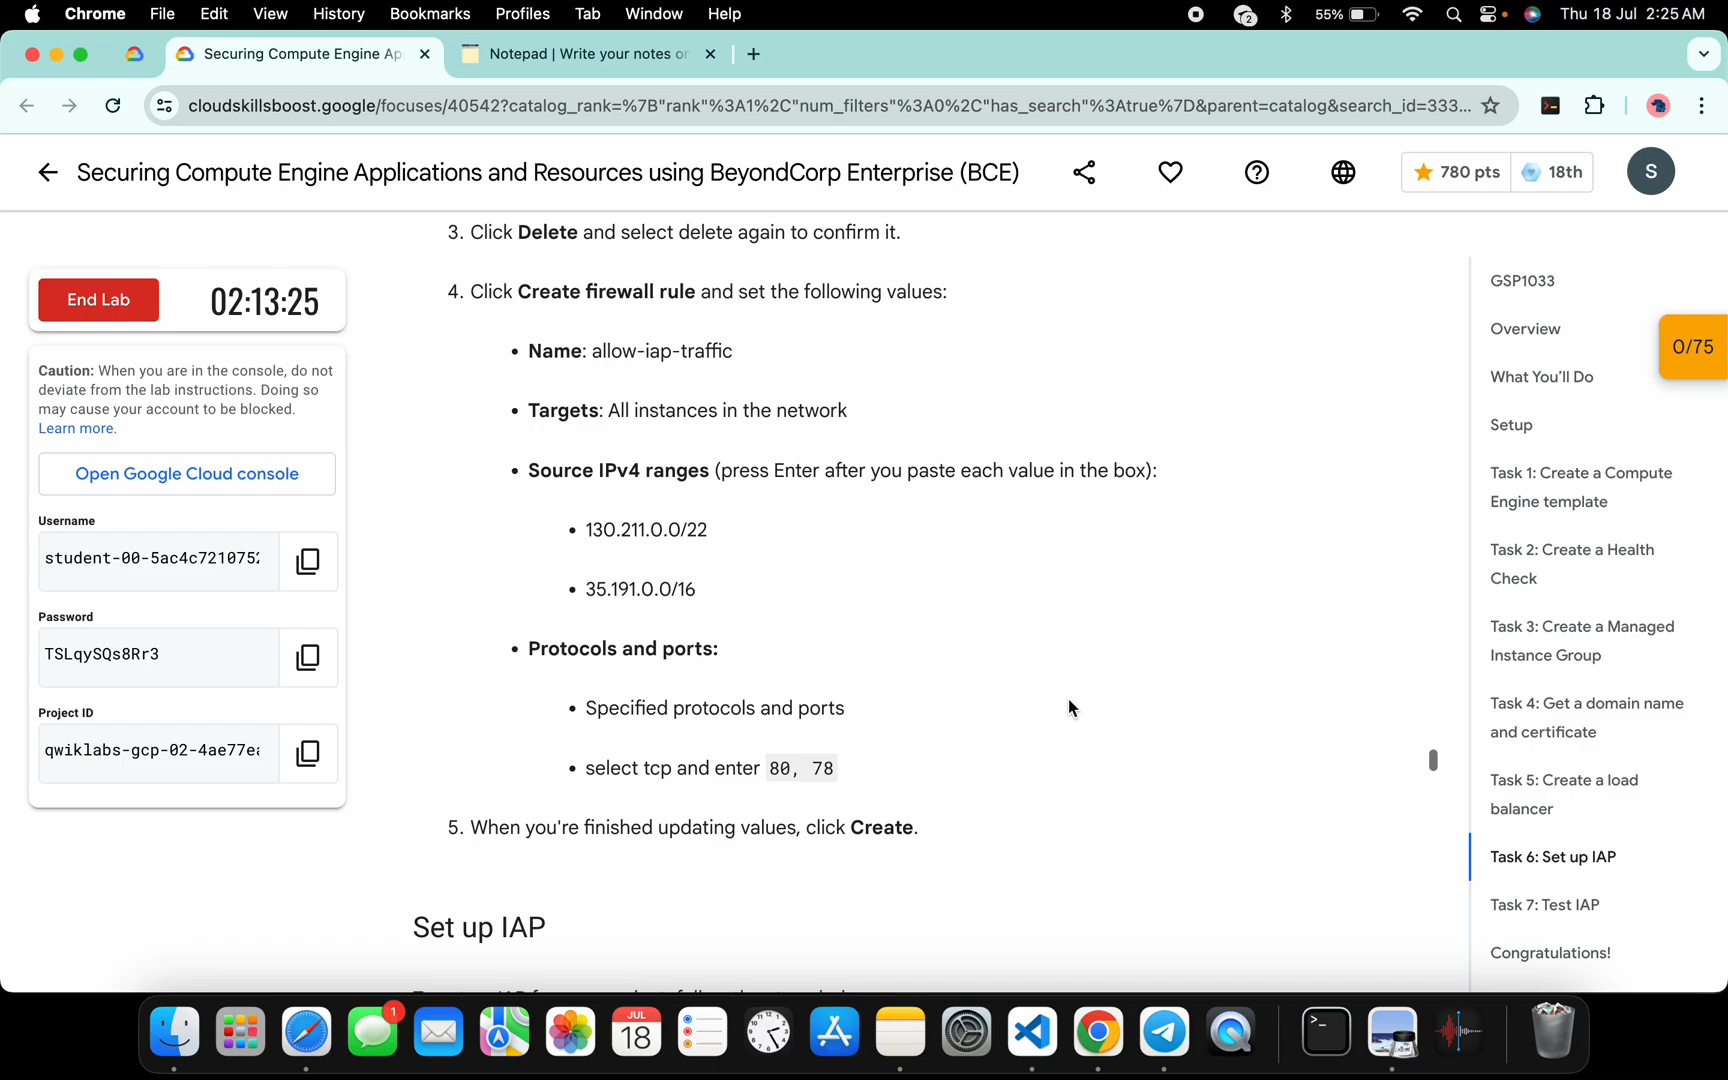 Chrome File Edit View History Bookmarks Profiles Tab Window Help 2 55% Thu 18 Jul 2:25 AM
Securing Compute Engine Ap
Notepad | Write your notes on
cloudskillsboost.google/focuses/40542?catalog_rank=%7B"rank"%3A1%2C"num_filters"%3A0%2C"has_search"%3Atrue%7D&parent=catalog&search_id=333...
Securing Compute Engine Applications and Resources using BeyondCorp Enterprise (BCE)
780 pts 18th
S
End Lab
02:13:25
Caution: When you are in the console, do not
deviate from the lab instructions. Doing so
may cause your account to be blocked.
Learn more.
Open Google Cloud console
Username
student-00-5ac4c7210752
Password
TSLqySQs8Rr3
Project ID
qwiklabs-gcp-02-4ae77ea
3. Click Delete and select delete again to confirm it.
4. Click Create firewall rule and set the following values:
• Name: allow-iap-traffic
• Targets: All instances in the network
• Source IPv4 ranges (press Enter after you paste each value in the box):
• 130.211.0.0/22
• 35.191.0.0/16
• Protocols and ports:
• Specified protocols and ports
• select tcp and enter 80, 78
5. When you're finished updating values, click Create.
Set up IAP
GSP1033
Overview
What You'll Do
Setup
Task 1: Create a Compute
Engine template
Task 2: Create a Health
Check
Task 3: Create a Managed
Instance Group
Task 4: Get a domain name
and certificate
Task 5: Create a load
balancer
Task 6: Set up IAP
Task 7: Test IAP
Congratulations!
0/75
1
JUL
18